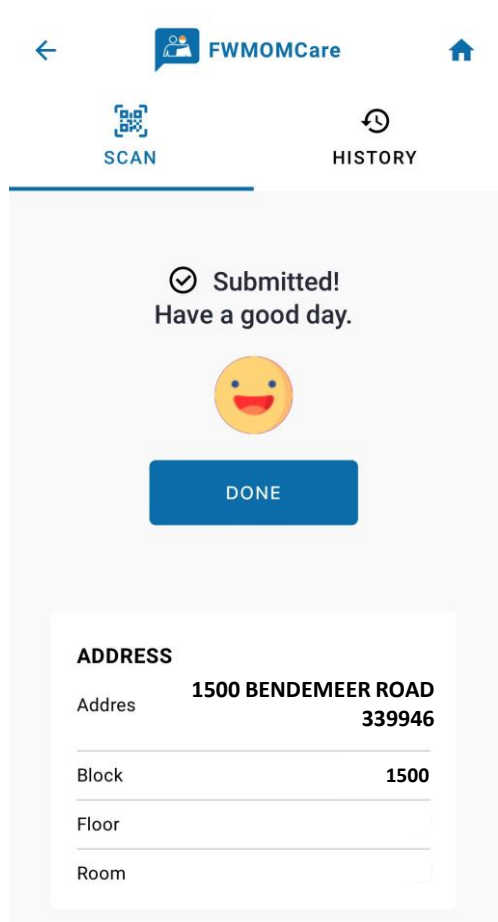 FWMOMCare
SCAN
HISTORY
Submitted!
Have a good day.
DONE
ADDRESS
Addres 1500 BENDEMEER ROAD
339946
Block 1500
Floor
Room